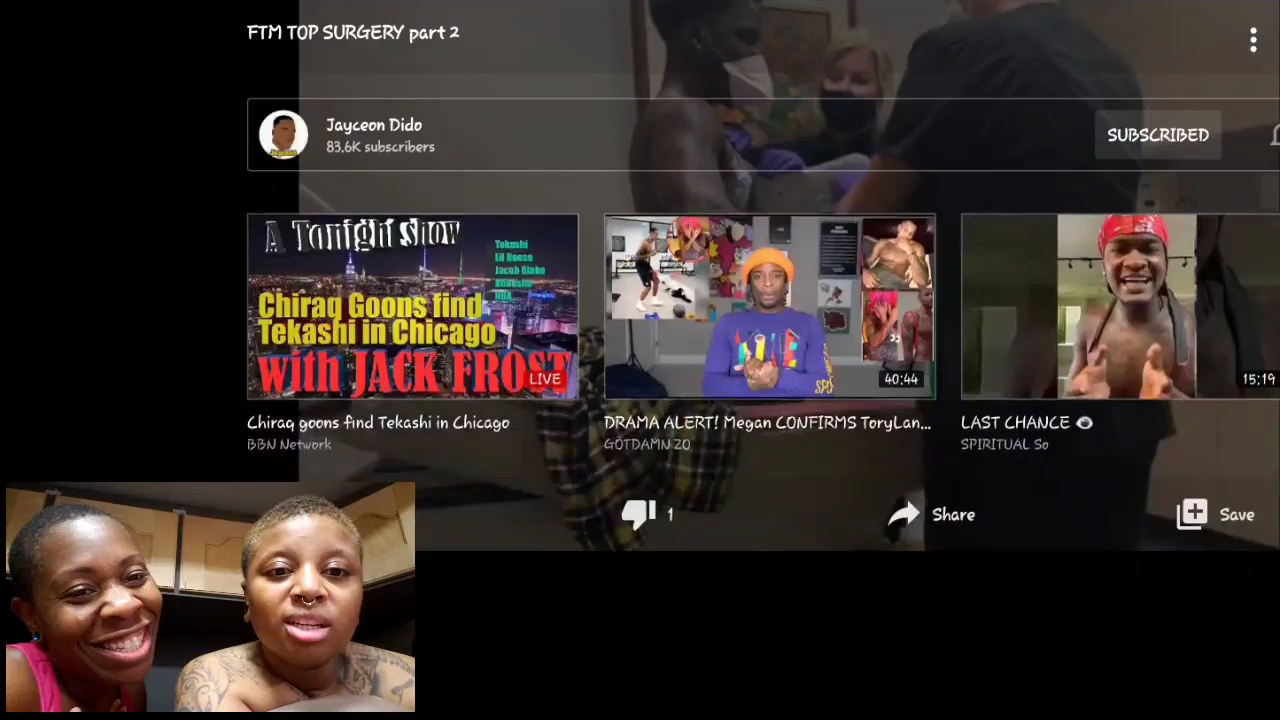 FTM TOP SURGERY part 2
Jayceon Dido
83.6K subscribers
SUBSCRIBED
A Tonight Show
Tekashi
Lil Reese
Jacob Blake
NBA
Chiraq Goons find
Tekashi in Chicago
with JACK FROST
LIVE
40:44
15:19
Chiraq goons find Tekashi in Chicago
BBN Network
DRAMA ALERT! Megan CONFIRMS ToryLan...
GOTDAMN ZO
LAST CHANCE
SPIRITUAL So
1
Share
Save